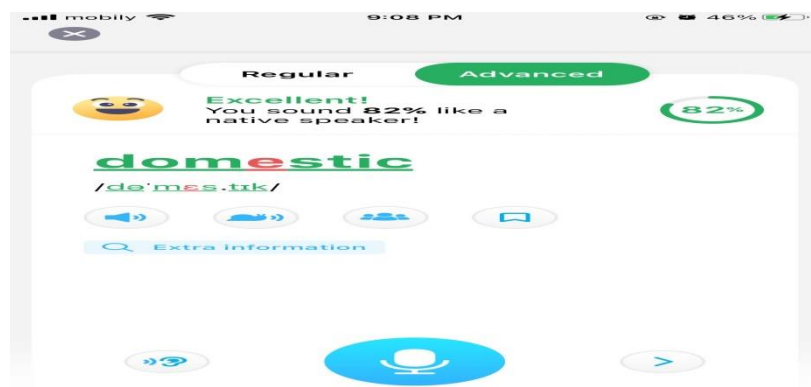 mobily 9:08 PM 46%
Regular Advanced
Excellent!
You sound 82% like a
native speaker!
82%
domestic
/dəˈmɛs.tɪk/
Extra information